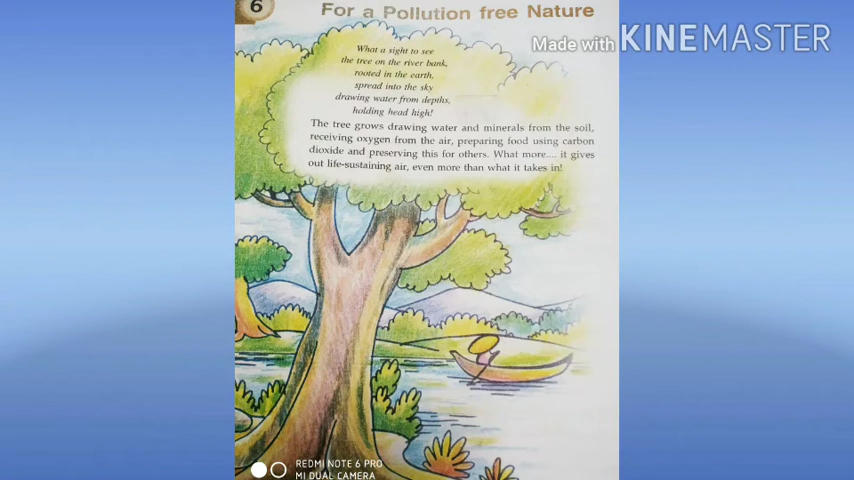 6
For a Pollution free Nature
Made with KINEMASTER
What a sight to see
the tree on the river bank,
rooted in the earth,
spread into the sky
drawing water from depths,
holding head high!
The tree grows drawing water and minerals from the soil,
receiving oxygen from the air, preparing food using carbon
dioxide and preserving this for others. What more.... it gives
out life-sustaining air, even more than what it takes in!
REDMI NOTE 6 PRO
MI DUAL CAMERA